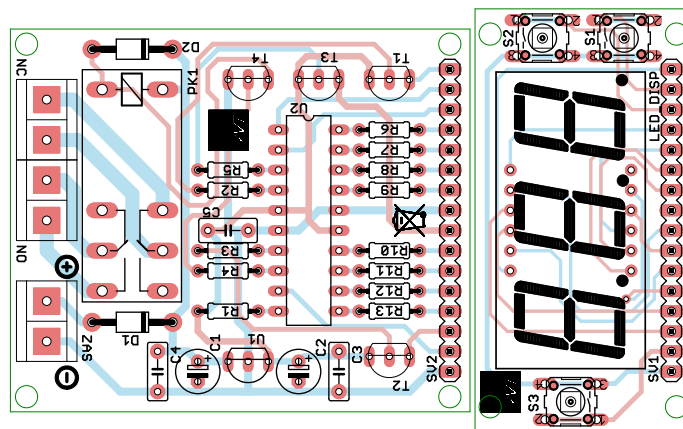 D2
NC
PK1
T4
T3
T1
U2
R6
R7
R5
R8
R2
R9
C5
NO
R3
R10
R4
R11
R12
R1
R13
D1
SAZ
C4
C1
U1
C2
C3
T2
SV2
S2
S1
LED DISP
SV1
S3